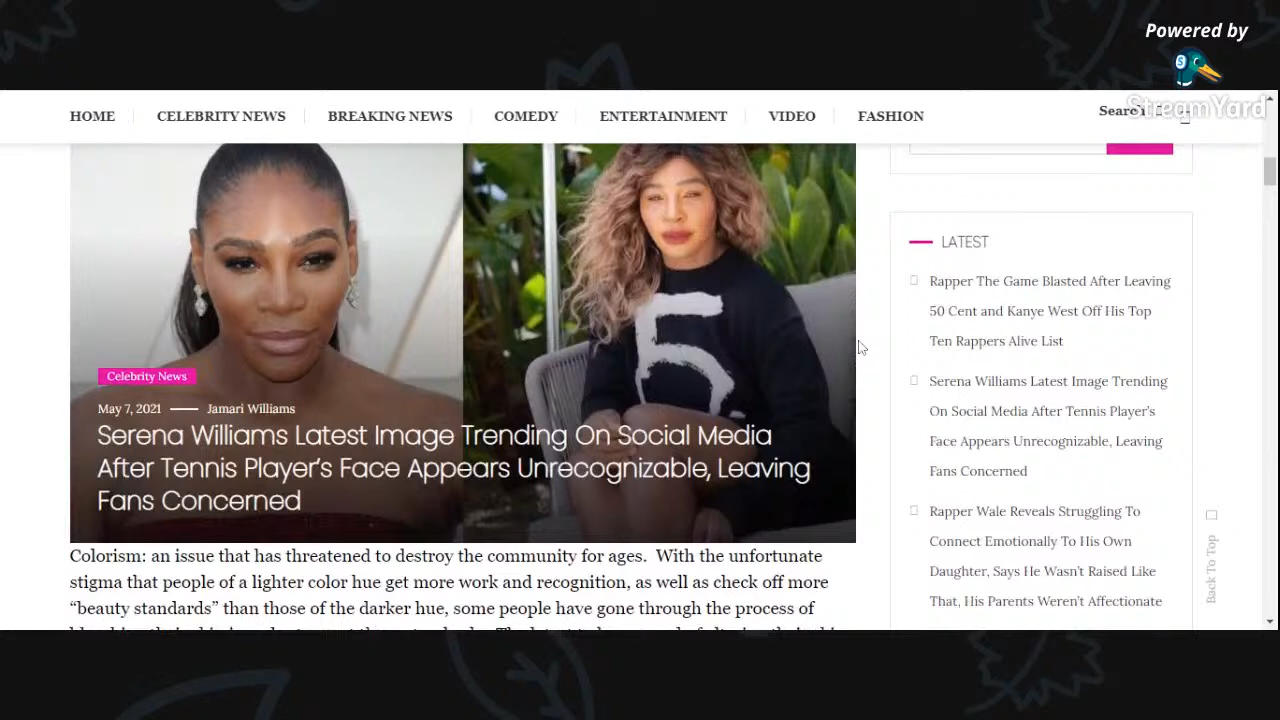 Powered by
StreamYard
HOME CELEBRITY NEWS BREAKING NEWS COMEDY ENTERTAINMENT VIDEO FASHION
5
Celebrity News
May 7, 2021 Jamari Williams
Serena Williams Latest Image Trending On Social Media
After Tennis Player’s Face Appears Unrecognizable, Leaving
Fans Concerned
Colorism: an issue that has threatened to destroy the community for ages. With the unfortunate
stigma that people of a lighter color hue get more work and recognition, as well as check off more
“beauty standards” than those of the darker hue, some people have gone through the process of
LATEST
Rapper The Game Blasted After Leaving
50 Cent and Kanye West Off His Top
Ten Rappers Alive List
Serena Williams Latest Image Trending
On Social Media After Tennis Player’s
Face Appears Unrecognizable, Leaving
Fans Concerned
Rapper Wale Reveals Struggling To
Connect Emotionally To His Own
Daughter, Says He Wasn’t Raised Like
That, His Parents Weren’t Affectionate
Back To Top